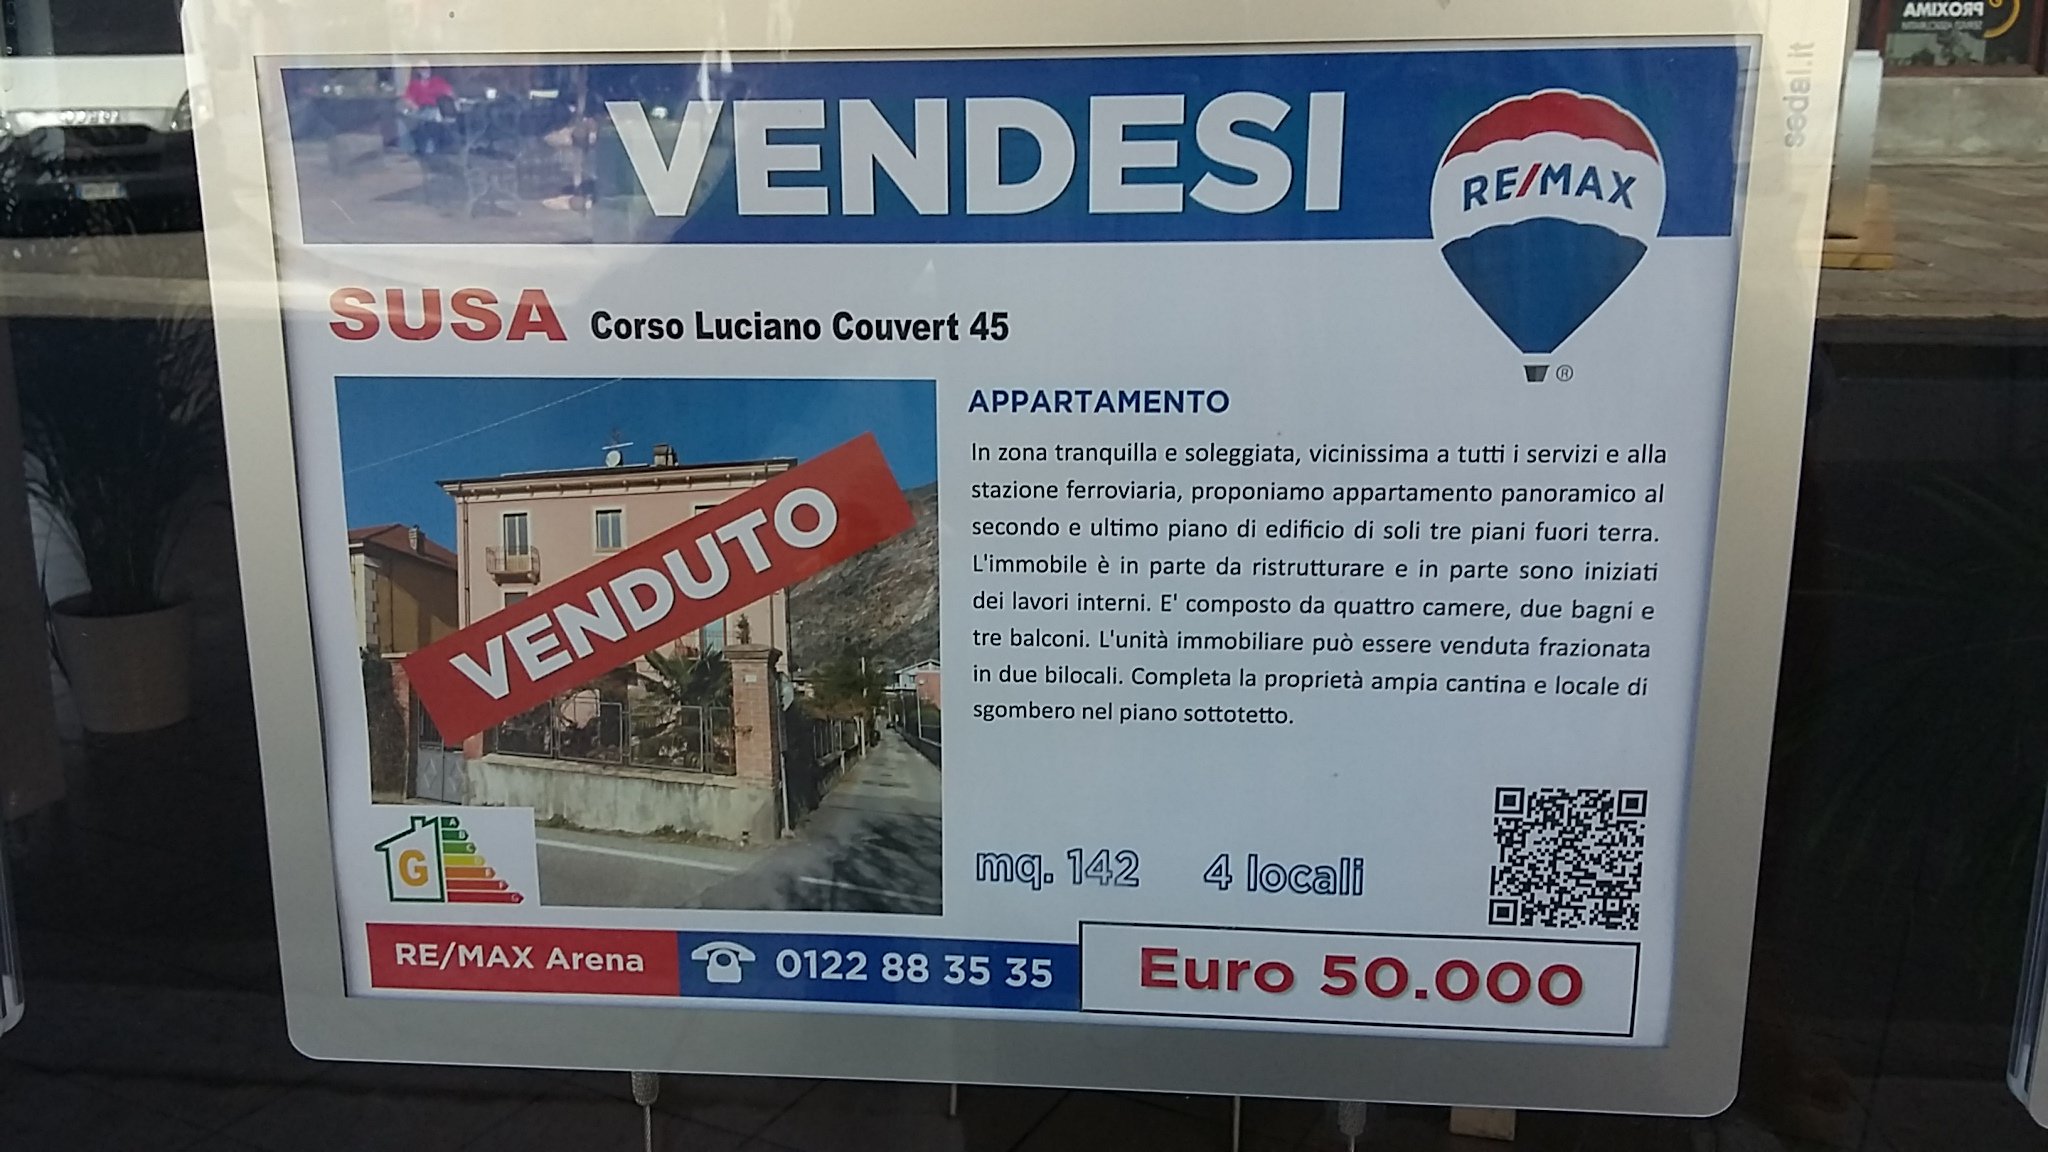 PROXIMA
sedal.it
VENDESI
RE/MAX
®
SUSA Corso Luciano Couvert 45
APPARTAMENTO
In zona tranquilla e soleggiata, vicinissima a tutti i servizi e alla
stazione ferroviaria, proponiamo appartamento panoramico al
secondo e ultimo piano di edificio di soli tre piani fuori terra.
L'immobile è in parte da ristrutturare e in parte sono iniziati
dei lavori interni. E' composto da quattro camere, due bagni e
tre balconi. L'unità immobiliare può essere venduta frazionata
in due bilocali. Completa la proprietà ampia cantina e locale di
sgombero nel piano sottotetto.
VENDUTO
G
mq. 142 4 locali
RE/MAX Arena 0122 88 35 35 Euro 50.000